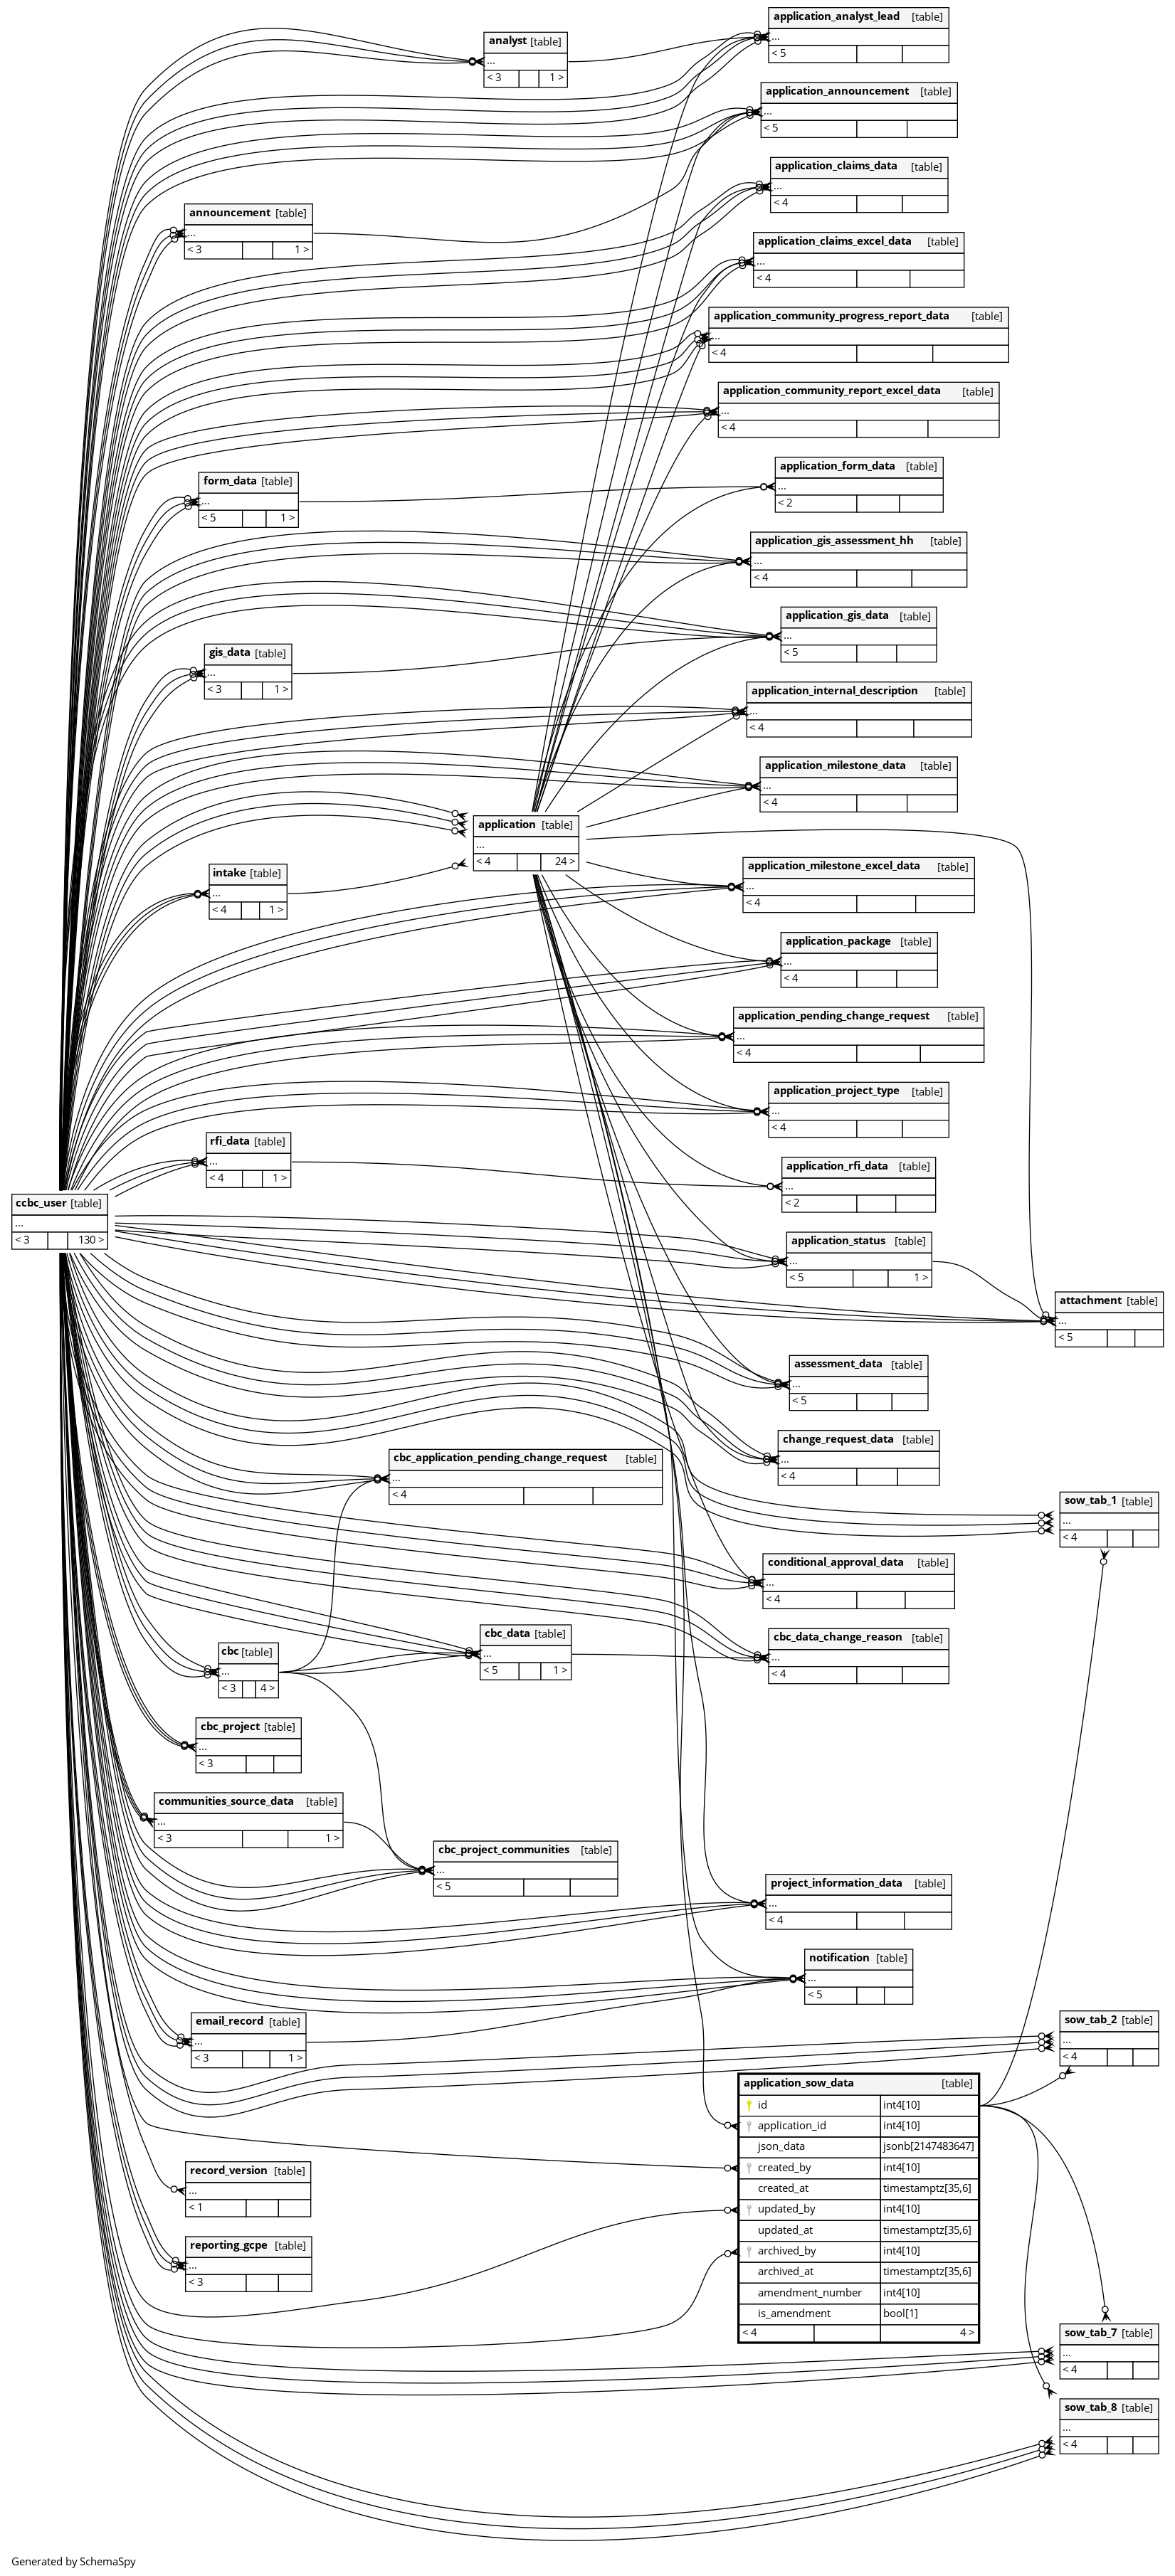 application_analyst_lead [table]
...
< 5
analyst [table]
...
< 3 1 >
application_announcement [table]
...
< 5
application_claims_data [table]
...
< 4
announcement [table]
...
< 3 1 >
application_claims_excel_data [table]
...
< 4
application_community_progress_report_data [table]
...
< 4
application_community_report_excel_data [table]
...
< 4
application_form_data [table]
...
< 2
form_data [table]
...
< 5 1 >
application_gis_assessment_hh [table]
...
< 4
application_gis_data [table]
...
< 5
gis_data [table]
...
< 3 1 >
application_internal_description [table]
...
< 4
application_milestone_data [table]
...
< 4
application [table]
...
< 4 24 >
application_milestone_excel_data [table]
...
< 4
intake [table]
...
< 4 1 >
application_package [table]
...
< 4
application_pending_change_request [table]
...
< 4
application_project_type [table]
...
< 4
rfi_data [table]
...
< 4 1 >
application_rfi_data [table]
...
< 2
ccbc_user [table]
...
< 3 130 >
application_status [table]
...
< 5 1 >
attachment [table]
...
< 5
assessment_data [table]
...
< 5
change_request_data [table]
...
< 4
cbc_application_pending_change_request [table]
...
< 4
sow_tab_1 [table]
...
< 4
conditional_approval_data [table]
...
< 4
cbc_data [table]
...
< 5 1 >
cbc_data_change_reason [table]
...
< 4
cbc [table]
...
< 3 4 >
cbc_project [table]
...
< 3
communities_source_data [table]
...
< 3 1 >
cbc_project_communities [table]
...
< 5
project_information_data [table]
...
< 4
notification [table]
...
< 5
email_record [table]
...
< 3 1 >
sow_tab_2 [table]
...
< 4
application_sow_data [table]
id int4[10]
application_id int4[10]
json_data jsonb[2147483647]
created_by int4[10]
created_at timestamptz[35,6]
updated_by int4[10]
updated_at timestamptz[35,6]
archived_by int4[10]
archived_at timestamptz[35,6]
amendment_number int4[10]
is_amendment bool[1]
< 4 4 >
record_version [table]
...
< 1
reporting_gcpe [table]
...
< 3
sow_tab_7 [table]
...
< 4
sow_tab_8 [table]
...
< 4
Generated by SchemaSpy